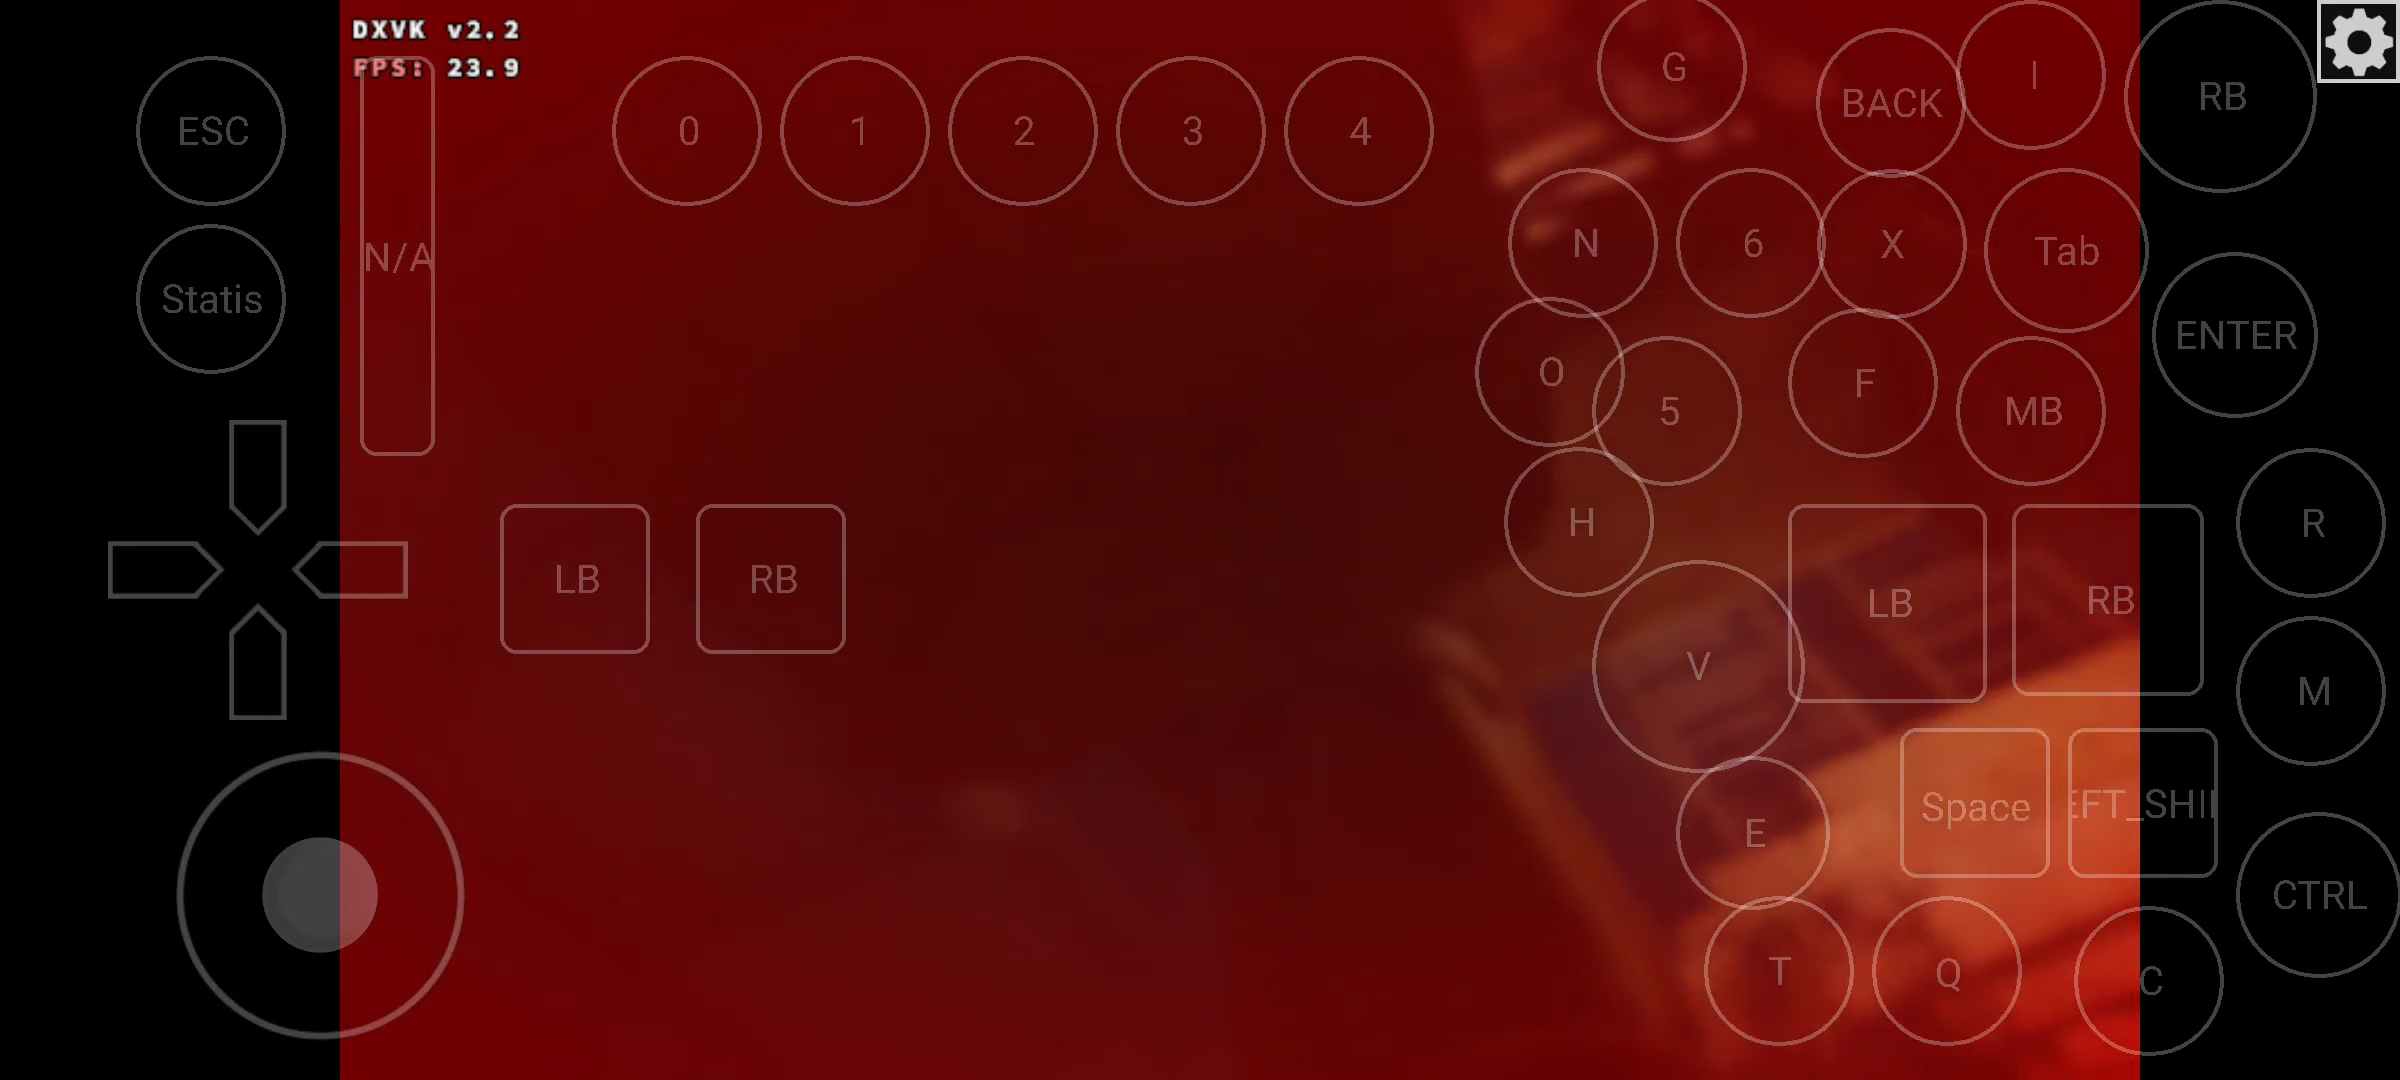 DXVK v2.2
FPS: 23.9
ESC
0
1
2
3
4
G
BACK
I
RB
Statis
N/A
N
6
X
Tab
ENTER
O
5
F
MB
H
LB
RB
LB
RB
R
V
M
E
Space
EFT_SHI
CTRL
T
Q
C